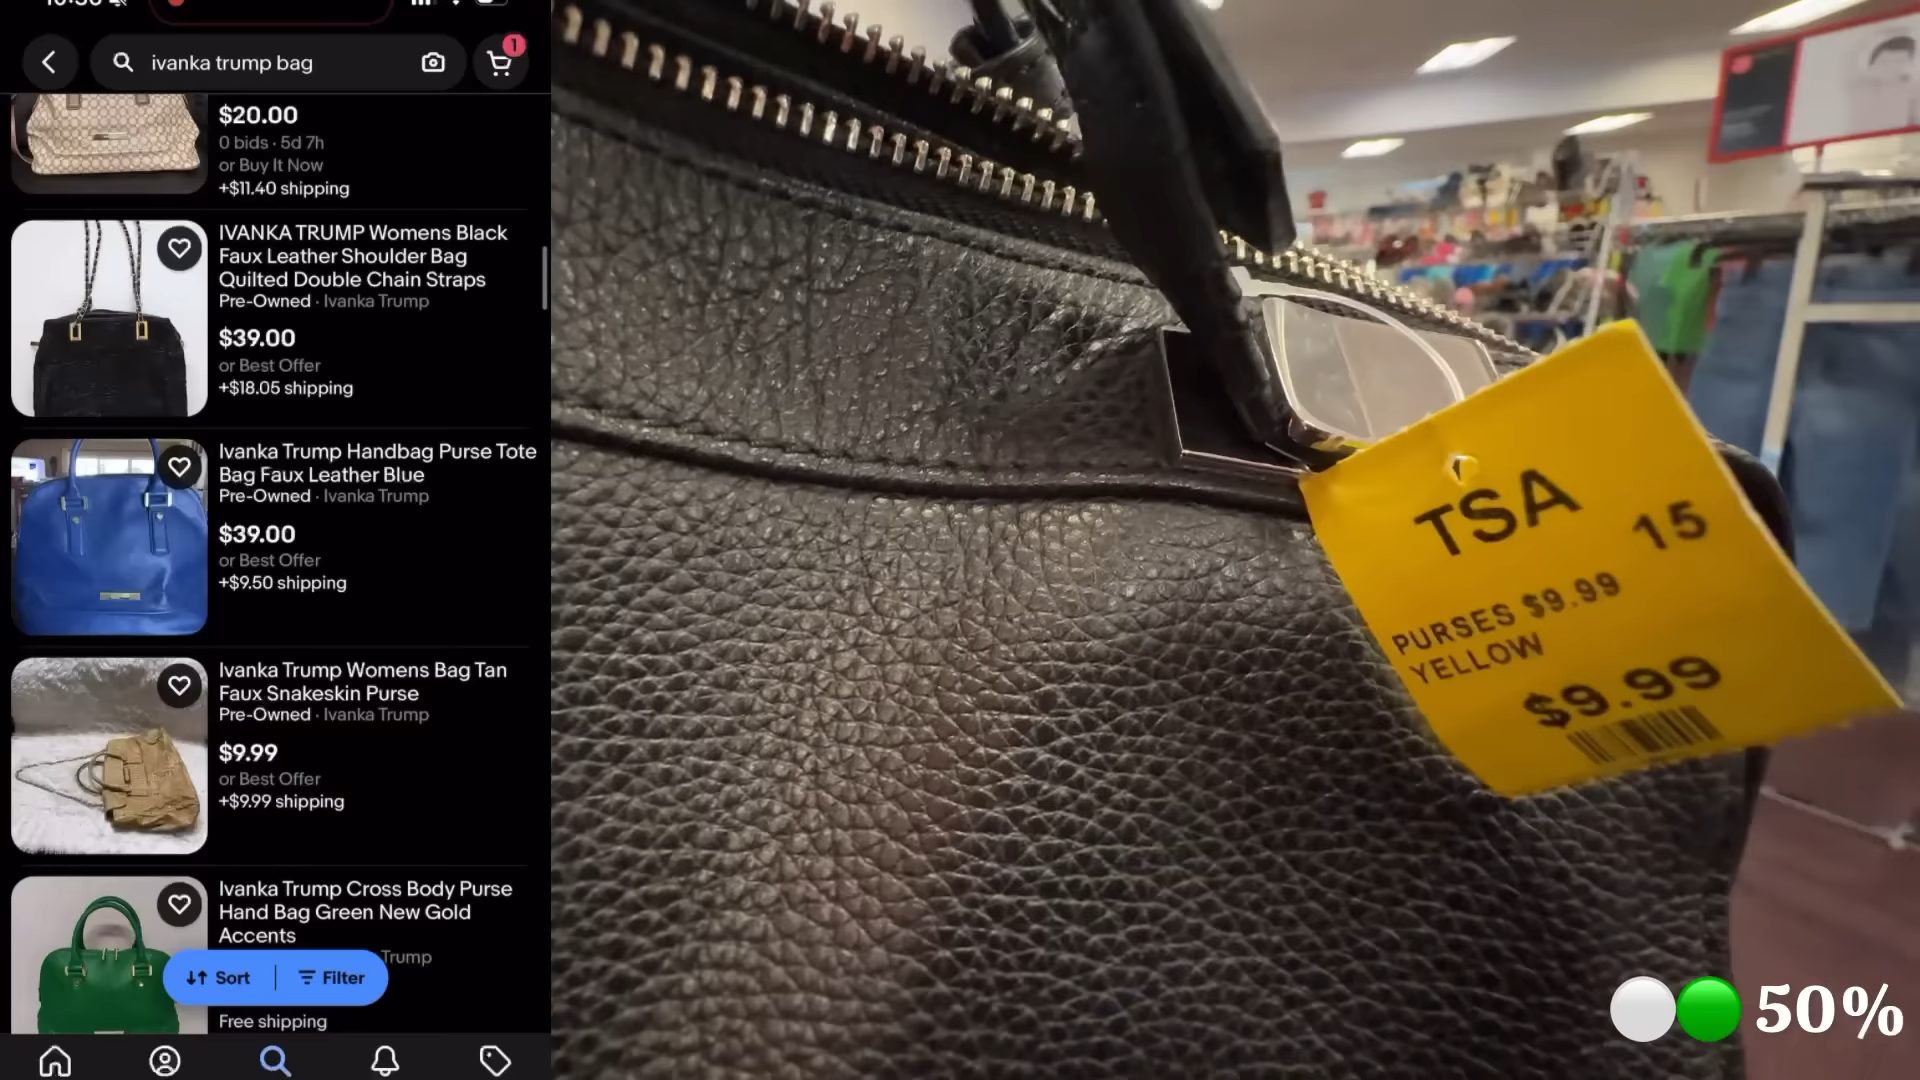 ivanka trump bag
1
$20.00
0 bids · 5d 7h
or Buy It Now
+$11.40 shipping
IVANKA TRUMP Womens Black
Faux Leather Shoulder Bag
Quilted Double Chain Straps
Pre-Owned · Ivanka Trump
$39.00
or Best Offer
+$18.05 shipping
Ivanka Trump Handbag Purse Tote
Bag Faux Leather Blue
Pre-Owned · Ivanka Trump
$39.00
or Best Offer
+$9.50 shipping
Ivanka Trump Womens Bag Tan
Faux Snakeskin Purse
Pre-Owned · Ivanka Trump
$9.99
or Best Offer
+$9.99 shipping
Ivanka Trump Cross Body Purse
Hand Bag Green New Gold
Accents
Trump
Sort
Filter
Free shipping
TSA
15
PURSES $9.99
YELLOW
$9.99
50%